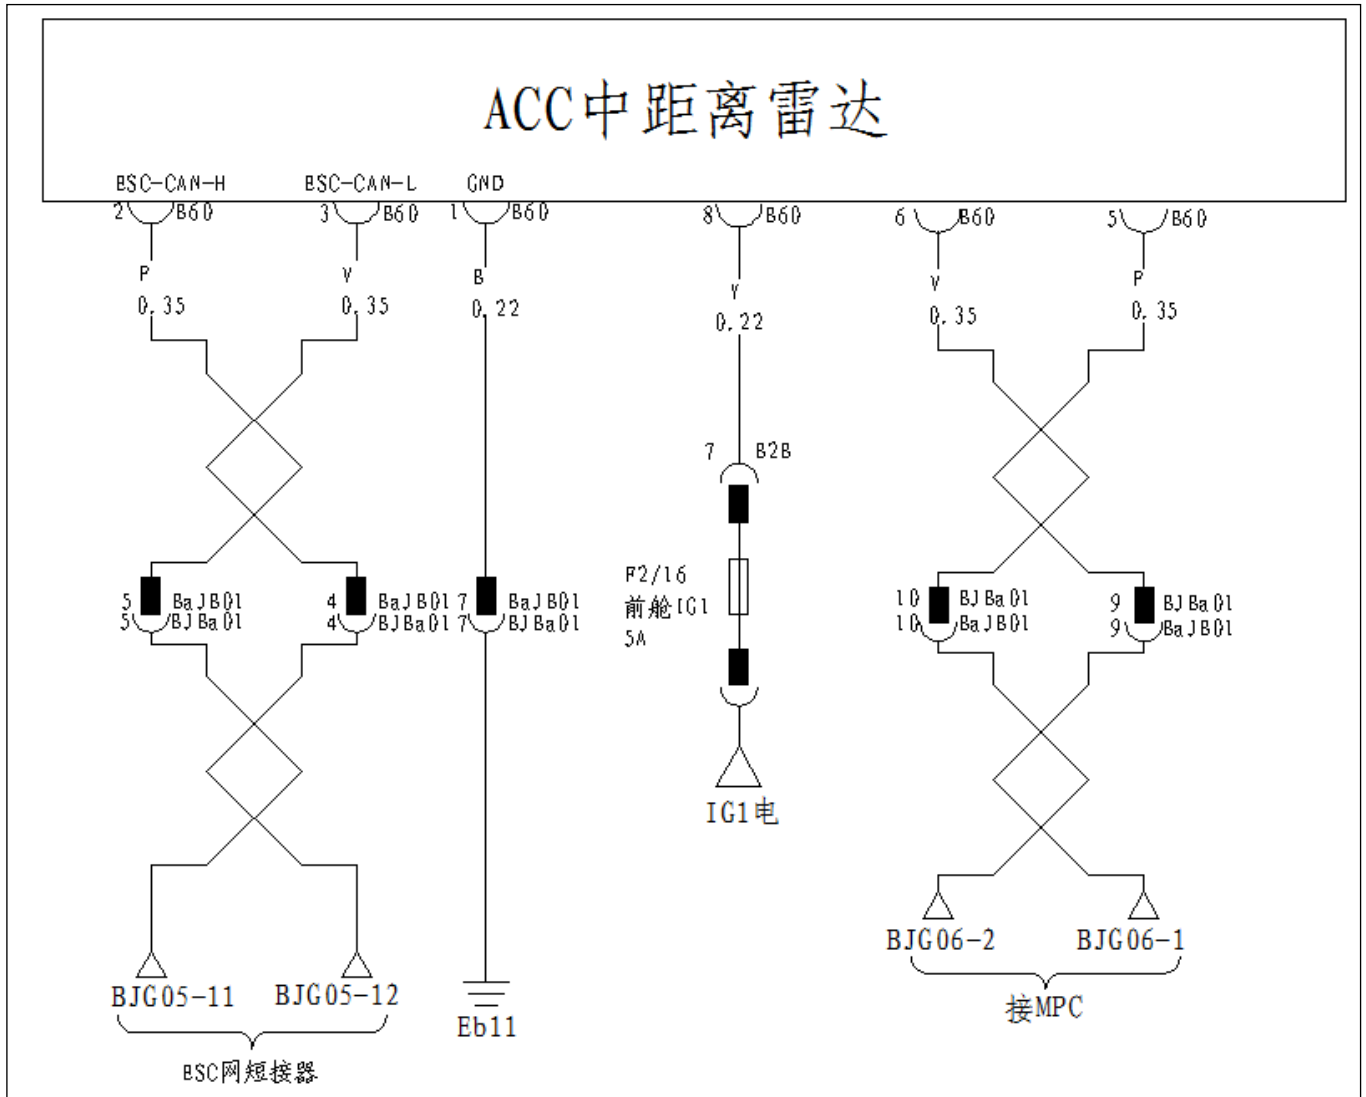 ACC中距离雷达
ESC-CAN-H ESC-CAN-L GND
2 B60 3 B60 1 B60 8 B60 6 B60 5 B60
P V B Y V P
0.35 0.35 0.22 0.22 0.35 0.35
7 B2B
F2/16
前舱IG1
5A
5 BaJB01 4 BaJB01 7 BaJB01 10 BJBa01 9 BJBa01
5 BJBa01 4 BJBa01 7 BJBa01 10 BaJB01 9 BaJB01
IG1电
BJG06-2 BJG06-1
接MPC
BJG05-11 BJG05-12
Eb11
ESC网短接器